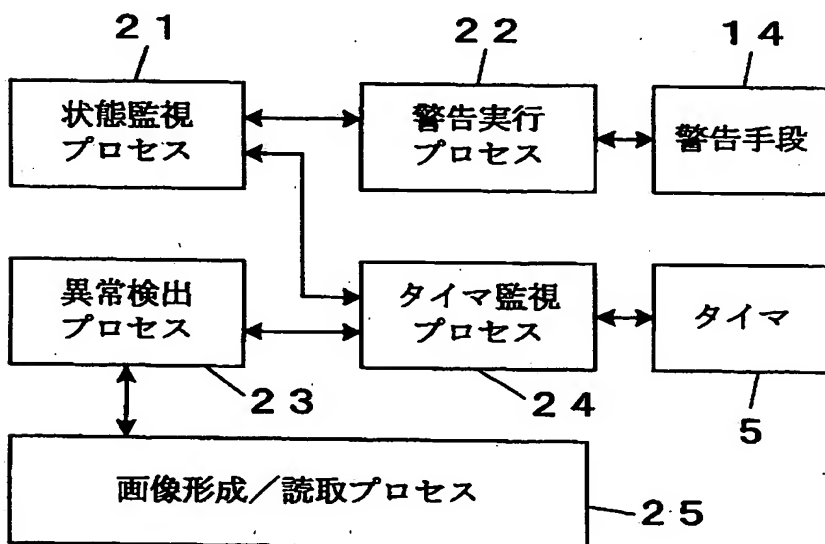 21
22
14
状態監視
プロセス
警告実行
プロセス
警告手段
異常検出
プロセス
タイマ監視
プロセス
タイマ
23
24
5
画像形成／読取プロセス
25